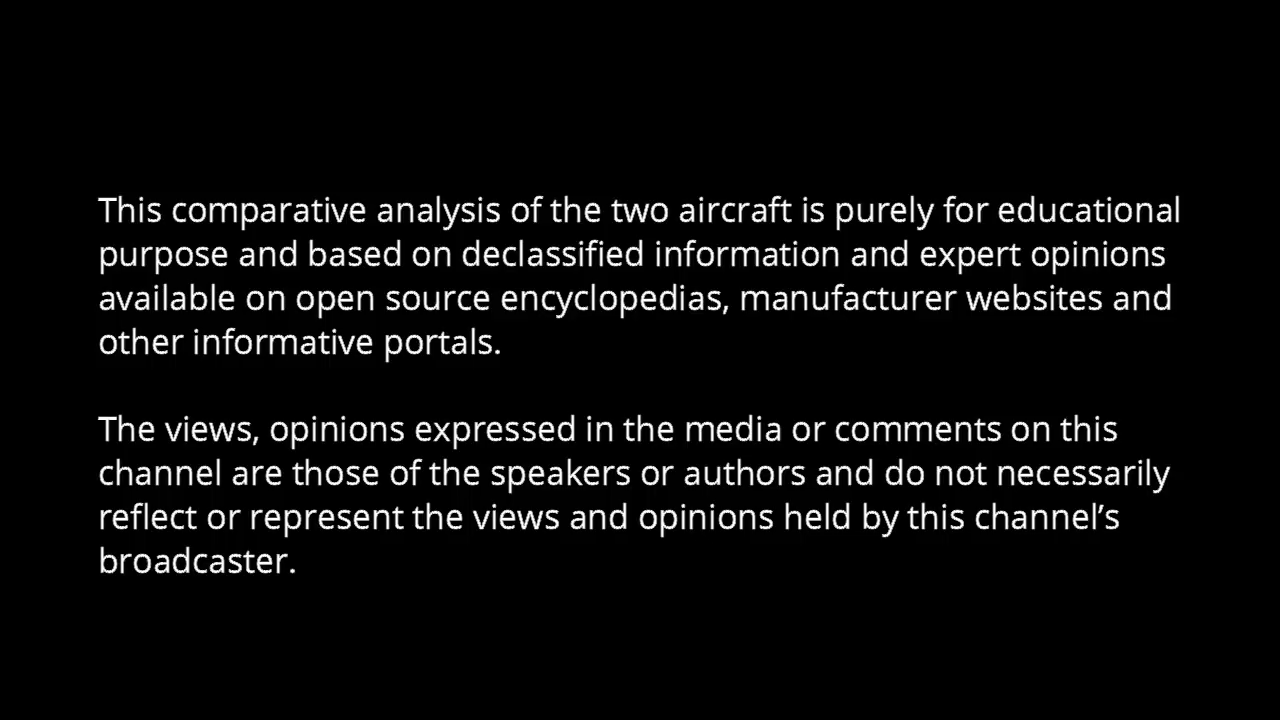 This comparative analysis of the two aircraft is purely for educational
purpose and based on declassified information and expert opinions
available on open source encyclopedias, manufacturer websites and
other informative portals.
The views, opinions expressed in the media or comments on this
channel are those of the speakers or authors and do not necessarily
reflect or represent the views and opinions held by this channel’s
broadcaster.